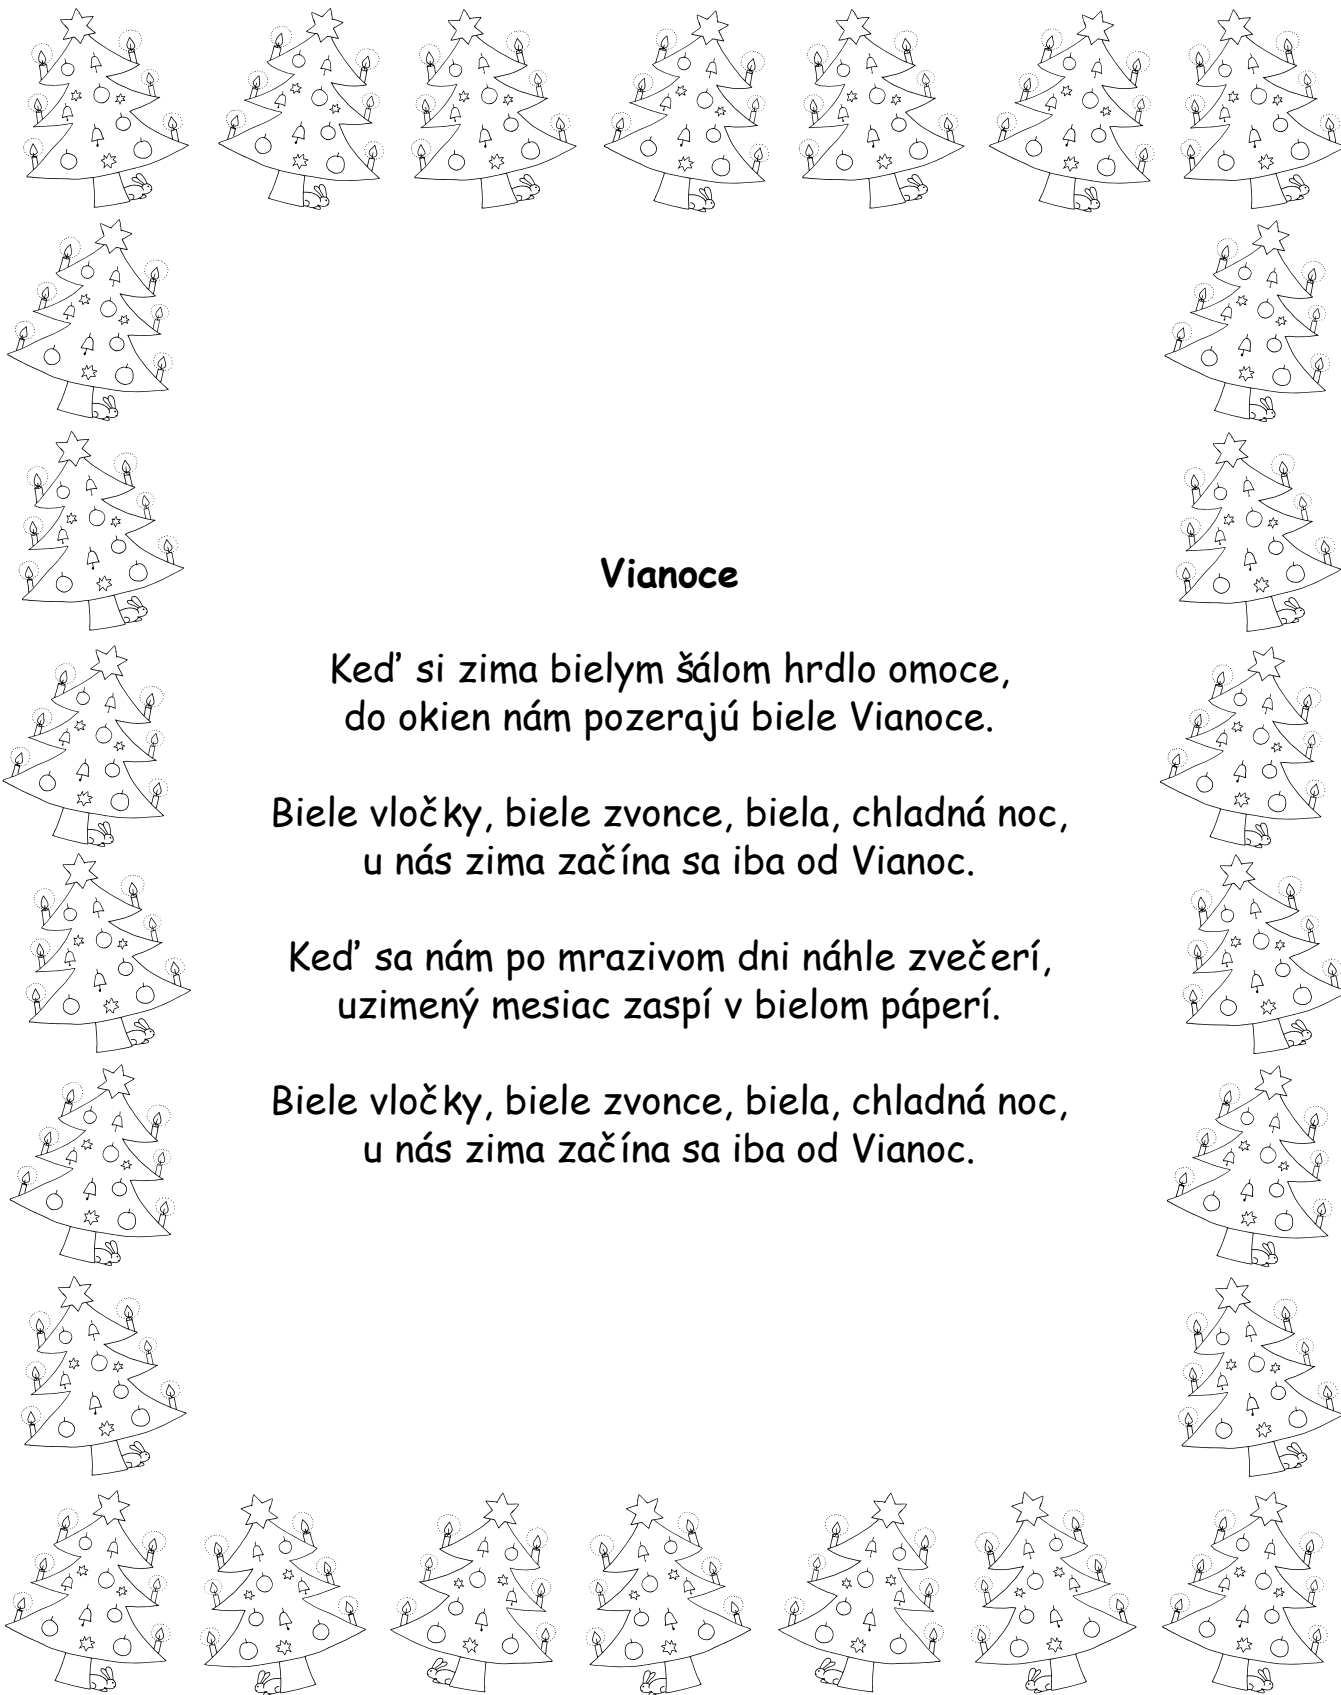 Vianoce
Keď si zima bielym šálom hrdlo omoce,
do okien nám pozerajú biele Vianoce.
Biele vločky, biele zvonce, biela, chladná noc,
u nás zima začína sa iba od Vianoc.
Keď sa nám po mrazivom dni náhle zvečerí,
uzimený mesiac zaspí v bielom páperí.
Biele vločky, biele zvonce, biela, chladná noc,
u nás zima začína sa iba od Vianoc.